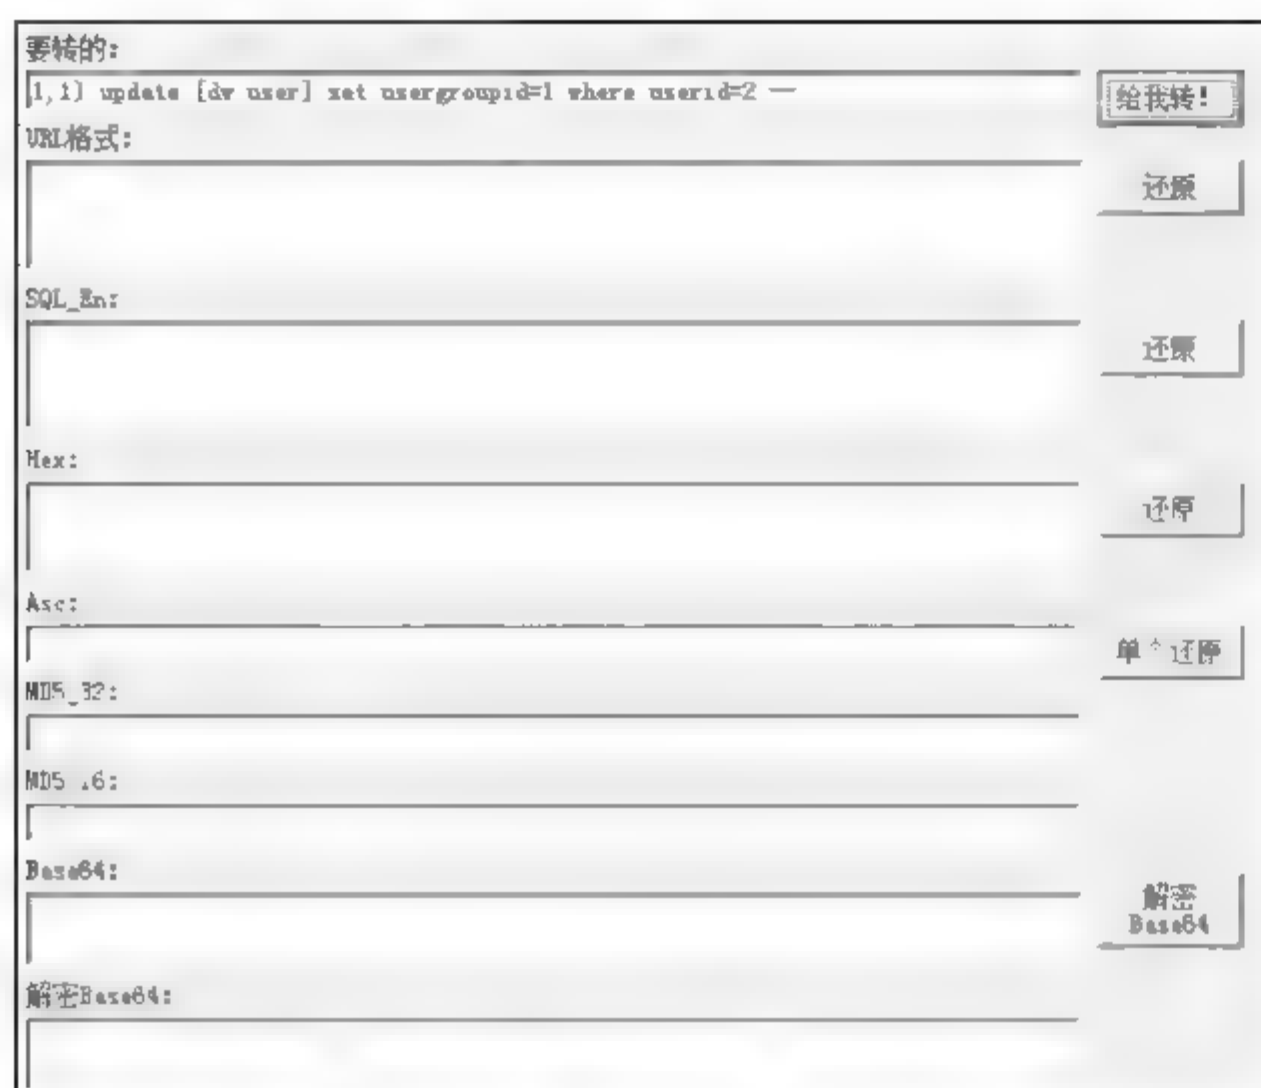 要转的:
,1,1) update [dv_user] set usergroupid=1 where userid=2 --
给我转!
URL格式:
还原
SQL_En:
还原
Hex:
还原
Asc:
单个还原
MD5_32:
MD5_16:
Base64:
解密
Base64
解密Base64: